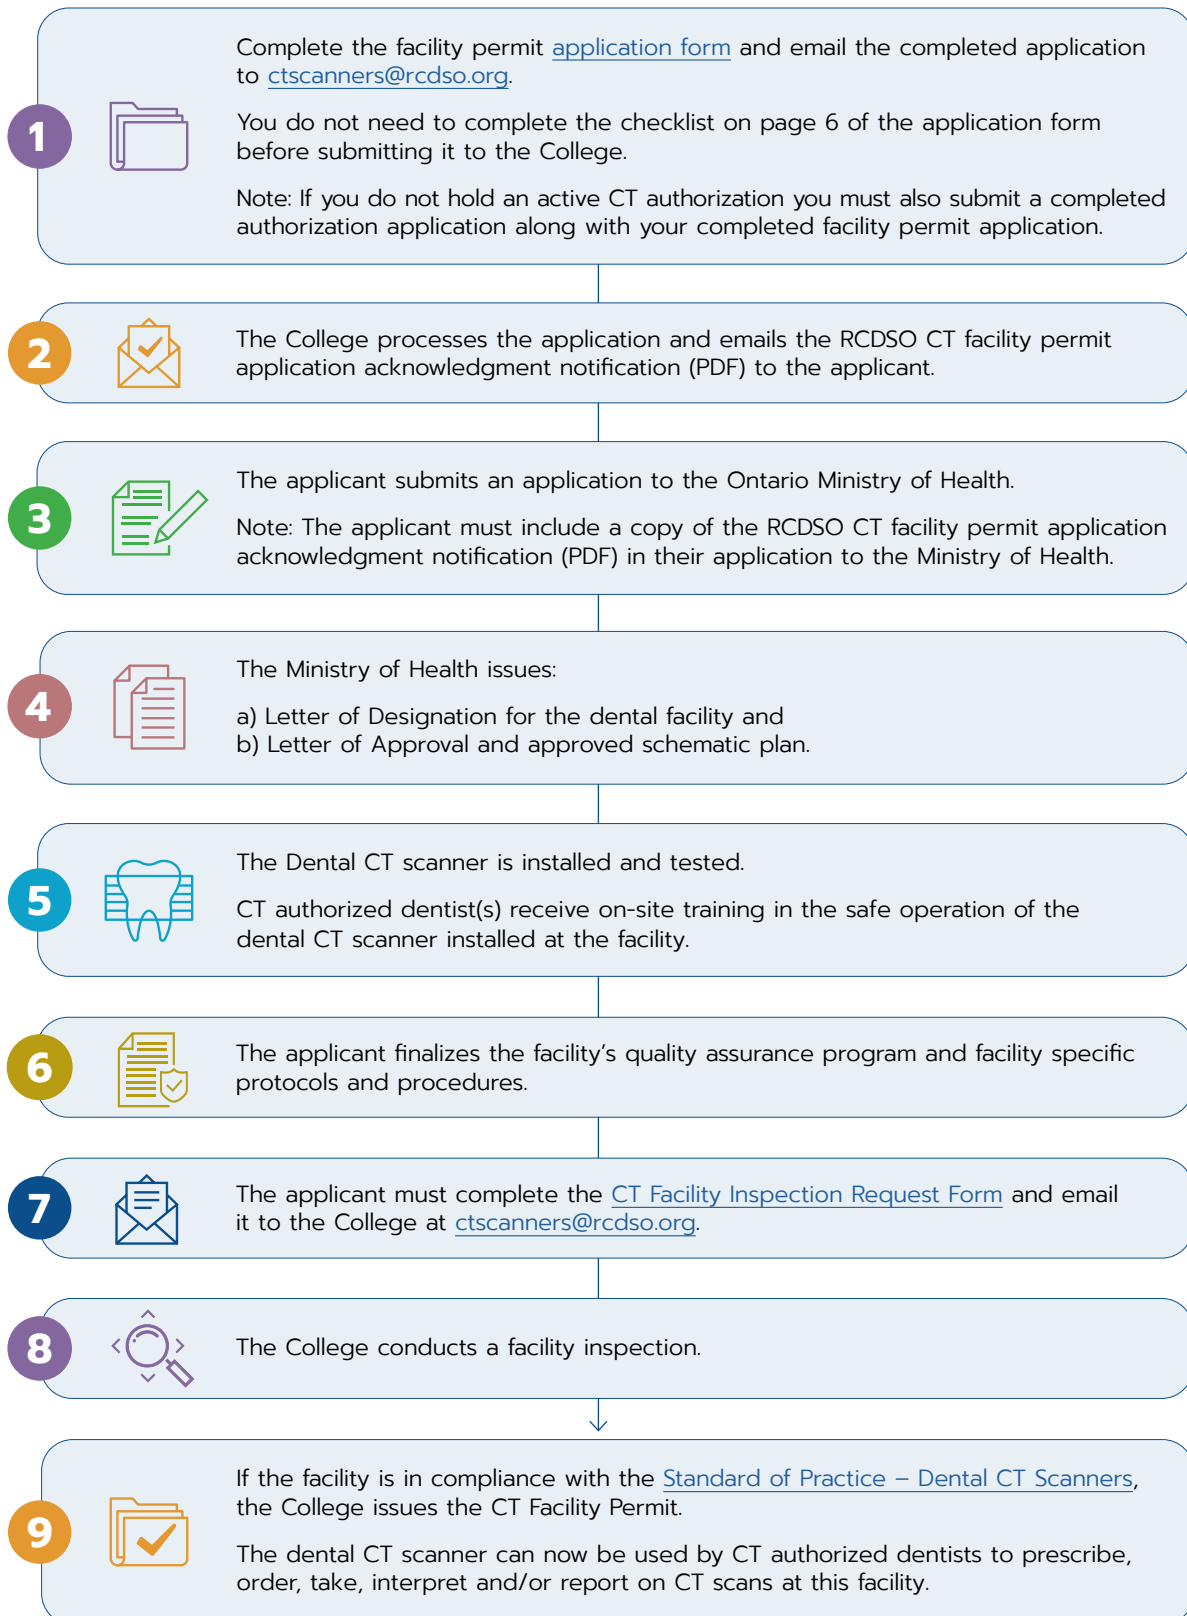 1
Complete the facility permit application form and email the completed application
to ctscanners@rcdso.org.
You do not need to complete the checklist on page 6 of the application form
before submitting it to the College.
Note: If you do not hold an active CT authorization you must also submit a completed
authorization application along with your completed facility permit application.
2
The College processes the application and emails the RCDSO CT facility permit
application acknowledgment notification (PDF) to the applicant.
3
The applicant submits an application to the Ontario Ministry of Health.
Note: The applicant must include a copy of the RCDSO CT facility permit application
acknowledgment notification (PDF) in their application to the Ministry of Health.
4
The Ministry of Health issues:
a) Letter of Designation for the dental facility and
b) Letter of Approval and approved schematic plan.
5
The Dental CT scanner is installed and tested.
CT authorized dentist(s) receive on-site training in the safe operation of the
dental CT scanner installed at the facility.
6
The applicant finalizes the facility's quality assurance program and facility specific
protocols and procedures.
7
The applicant must complete the CT Facility Inspection Request Form and email
it to the College at ctscanners@rcdso.org.
8
The College conducts a facility inspection.
9
If the facility is in compliance with the Standard of Practice – Dental CT Scanners,
the College issues the CT Facility Permit.
The dental CT scanner can now be used by CT authorized dentists to prescribe,
order, take, interpret and/or report on CT scans at this facility.